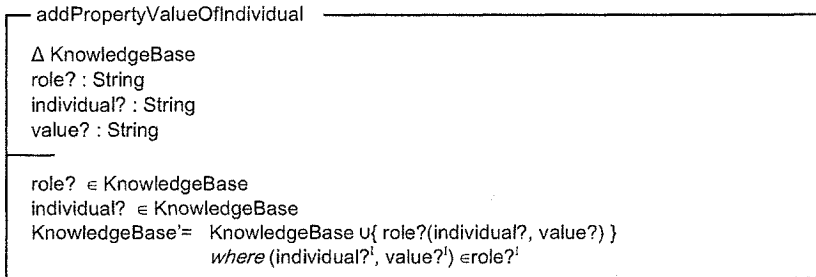 addPropertyValueOfIndividual
Δ KnowledgeBase
role? : String
individual? : String
value? : String
role? ∈ KnowledgeBase
individual? ∈ KnowledgeBase
KnowledgeBase'= KnowledgeBase ∪{ role?(individual?, value?) }
where (individual?ᴵ, value?ᴵ) ∈role?ᴵ